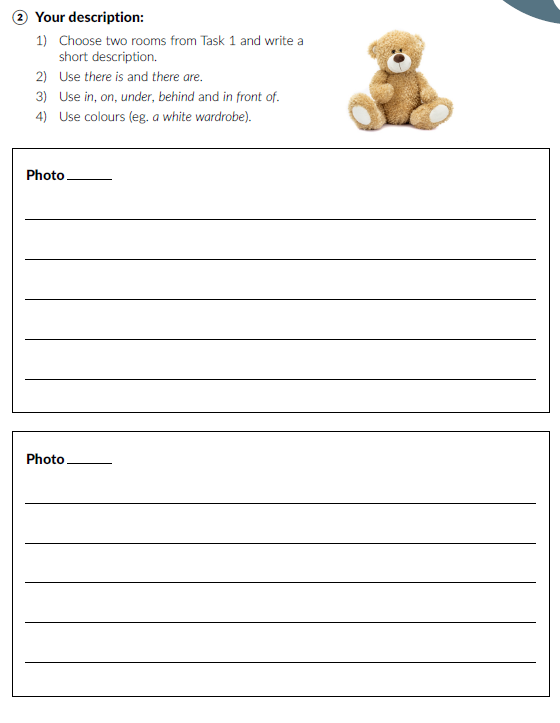 2 Your description:
1) Choose two rooms from Task 1 and write a
short description.
2) Use there is and there are.
3) Use in, on, under, behind and in front of.
4) Use colours (eg. a white wardrobe).
Photo
Photo